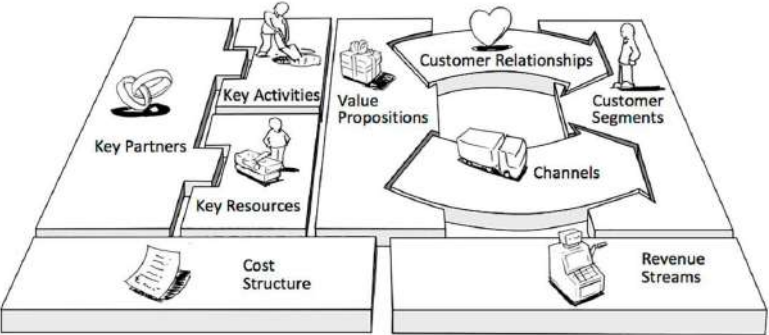 Key Partners
Key Activities
Key Resources
Value
Propositions
Customer Relationships
Channels
Customer
Segments
Cost
Structure
Revenue
Streams